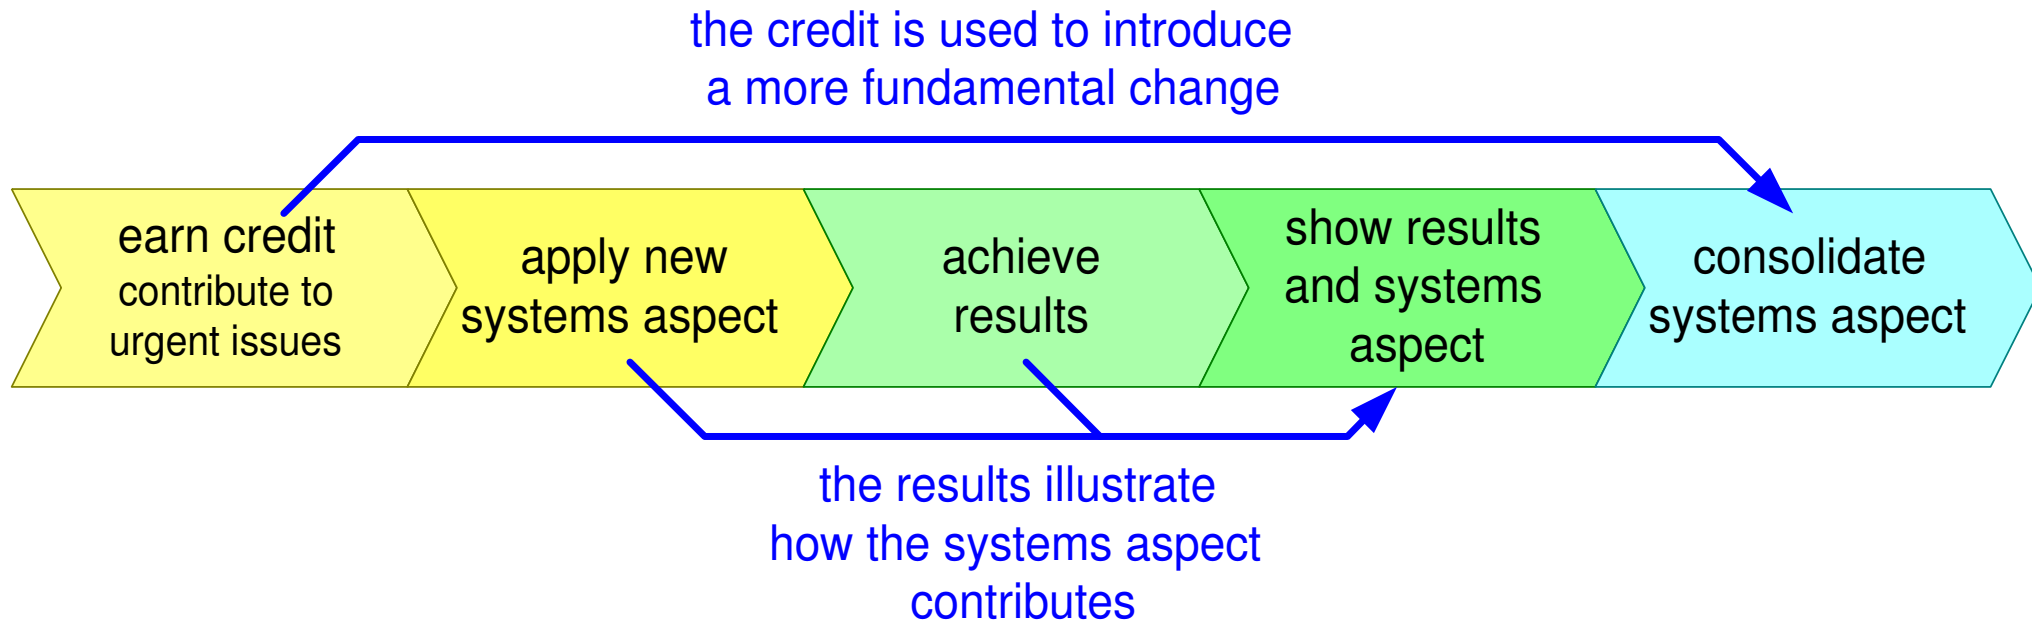 the credit is used to introduce
a more fundamental change
earn credit
contribute to
urgent issues
apply new
systems aspect
achieve
results
show results
and systems
aspect
consolidate
systems aspect
the results illustrate
how the systems aspect
contributes